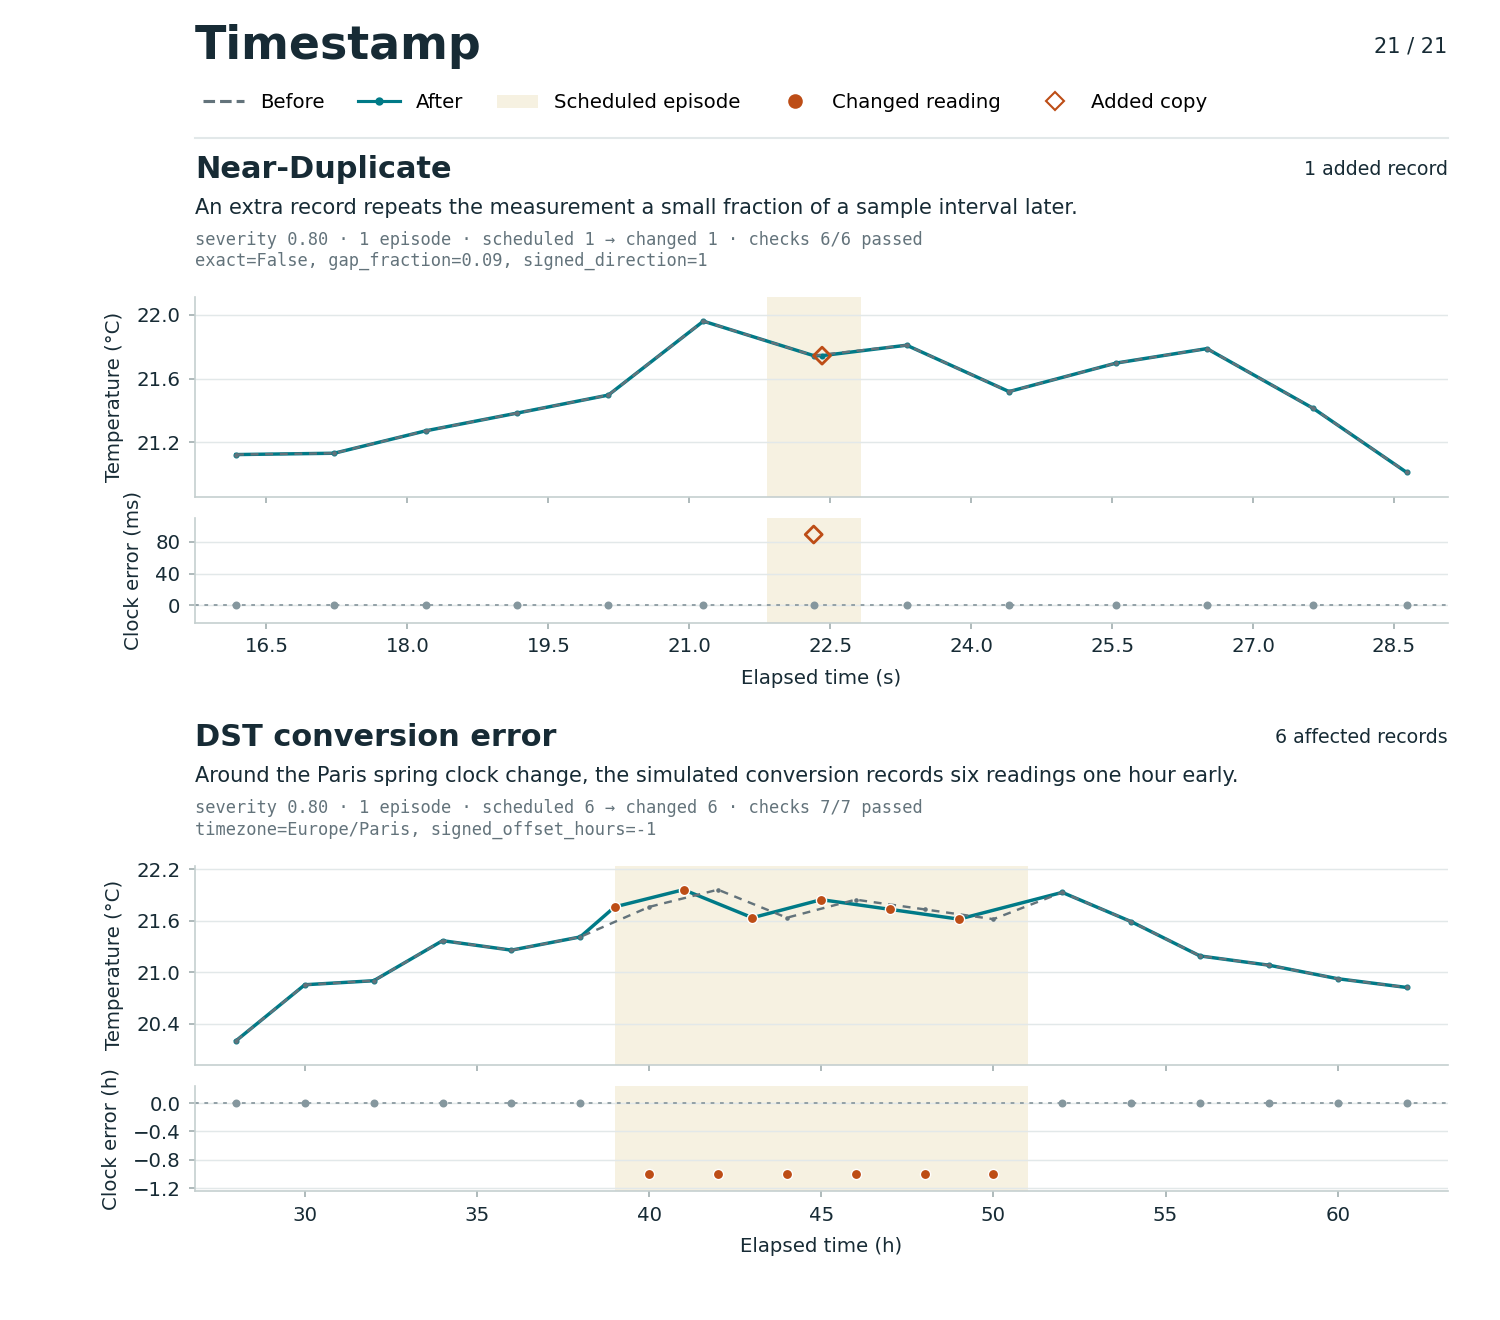 Timestamp
21 / 21
Before After Scheduled episode Changed reading Added copy
Near-Duplicate
1 added record
An extra record repeats the measurement a small fraction of a sample interval later.
severity 0.80 · 1 episode · scheduled 1 → changed 1 · checks 6/6 passed
exact=False, gap_fraction=0.09, signed_direction=1
Temperature (°C)
22.0
21.6
21.2
Clock error (ms)
80
40
0
16.5 18.0 19.5 21.0 22.5 24.0 25.5 27.0 28.5
Elapsed time (s)
DST conversion error
6 affected records
Around the Paris spring clock change, the simulated conversion records six readings one hour early.
severity 0.80 · 1 episode · scheduled 6 → changed 6 · checks 7/7 passed
timezone=Europe/Paris, signed_offset_hours=-1
Temperature (°C)
22.2
21.6
21.0
20.4
Clock error (h)
0.0
−0.4
−0.8
−1.2
30 35 40 45 50 55 60
Elapsed time (h)